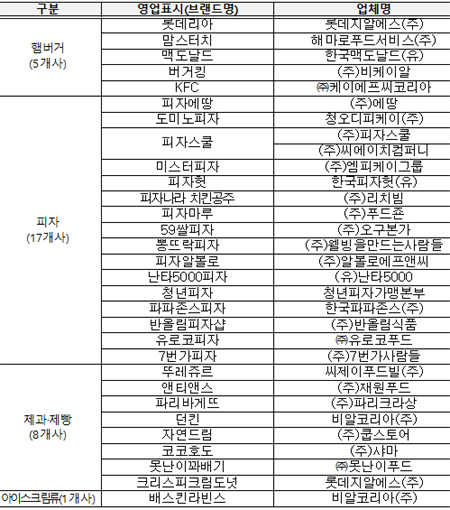 영업표시(브랜드명) 업체명
햄버거
(5개사)
롯데리아 롯데지알에스(주)
맘스터치 해마로푸드서비스(주)
맥도날드 한국맥도날드(유)
버거킹 (주)비케이알
KFC ㈜케이에프씨코리아
피자
(17개사)
피자에땅 (주)에땅
도미노피자 청오디피케이(주)
피자스쿨 (주)피자스쿨
(주)씨에이치컴퍼니
미스터피자 (주)엠피케이그룹
피자헛 한국피자헛(유)
피자나라 치킨공주 (주)리치빔
피자마루 (주)푸드죤
59쌀피자 (주)오구본가
뽕뜨락피자 (주)웰빙을만드는사람들
피자알볼로 (주)알볼로에프앤씨
난타5000피자 (유)난타5000
청년피자 청년피자가맹본부
파파존스피자 한국파파존스(주)
반올림피자샵 (주)반올림식품
유로코피자 ㈜유로코푸드
7번가피자 (주)7번가사람들
제과·제빵
(8개사)
뚜레쥬르 씨제이푸드빌(주)
앤티앤스 (주)재원푸드
파리바게뜨 (주)파리크라상
던킨 비알코리아(주)
자연드림 (주)쿱스토어
코코호도 (주)샤마
못난이꽈배기 ㈜못난이푸드
크리스피크림도넛 롯데지알에스(주)
아이스크림류(1개사) 배스킨라빈스 비알코리아(주)